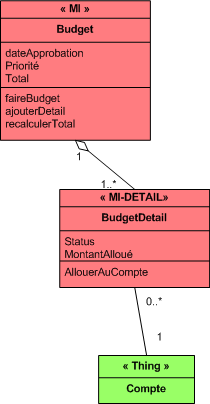 « MI »
Budget
dateApprobation
Priorité
Total
faireBudget
ajouterDetail
recalculerTotal
1
1..*
« MI-DETAIL»
BudgetDetail
Status
MontantAlloué
AllouerAuCompte
0..*
1
« Thing »
Compte